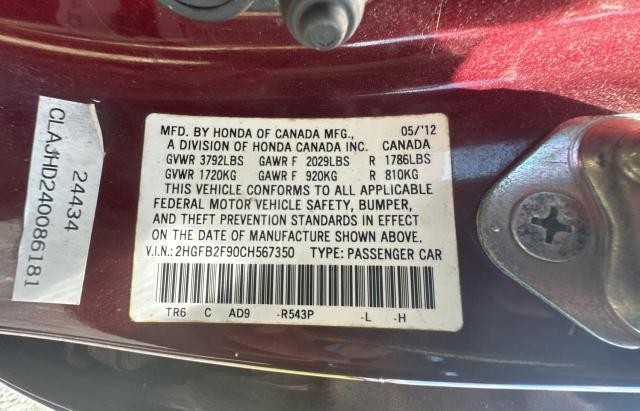 MFD. BY HONDA OF CANADA MFG., 05/'12
A DIVISION OF HONDA CANADA INC. CANADA
GVWR 3792LBS GAWR F 2029LBS R 1786LBS
GVWR 1720KG GAWR F 920KG R 810KG
THIS VEHICLE CONFORMS TO ALL APPLICABLE
FEDERAL MOTOR VEHICLE SAFETY, BUMPER,
AND THEFT PREVENTION STANDARDS IN EFFECT
ON THE DATE OF MANUFACTURE SHOWN ABOVE.
V.I.N.: 2HGFB2F90CH567350 TYPE: PASSENGER CAR
TR6 C AD9 -R543P -L -H
24434
CLAJHD240086181